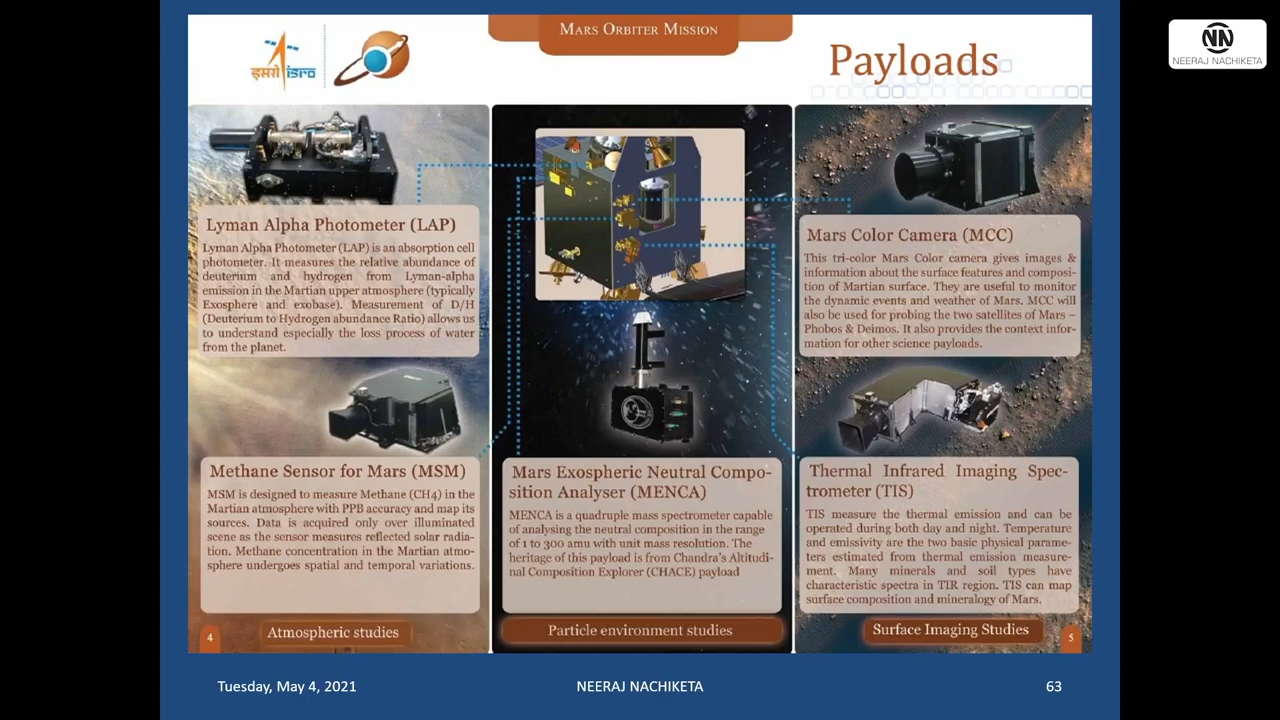 MARS ORBITER MISSION
Payloads
इसरो isro
NN
NEERAJ NACHIKETA
Lyman Alpha Photometer (LAP)
Lyman Alpha Photometer (LAP) is an absorption cell
photometer. It measures the relative abundance of
deuterium and hydrogen from Lyman-alpha
emission in the Martian upper atmosphere (typically
Exosphere and exobase). Measurement of D/H
(Deuterium to Hydrogen abundance Ratio) allows us
to understand especially the loss process of water
from the planet.
Methane Sensor for Mars (MSM)
MSM is designed to measure Methane (CH4) in the
Martian atmosphere with PPB accuracy and map its
sources. Data is acquired only over illuminated
scene as the sensor measures reflected solar radia-
tion. Methane concentration in the Martian atmo-
sphere undergoes spatial and temporal variations.
4
Atmospheric studies
Mars Exospheric Neutral Compo-
sition Analyser (MENCA)
MENCA is a quadruple mass spectrometer capable
of analysing the neutral composition in the range
of 1 to 300 amu with unit mass resolution. The
heritage of this payload is from Chandra's Altitudi-
nal Composition Explorer (CHACE) payload
Particle environment studies
Mars Color Camera (MCC)
This tri-color Mars Color camera gives images &
information about the surface features and composi-
tion of Martian surface. They are useful to monitor
the dynamic events and weather of Mars. MCC will
also be used for probing the two satellites of Mars –
Phobos & Deimos. It also provides the context infor-
mation for other science payloads.
Thermal Infrared Imaging Spec-
trometer (TIS)
TIS measure the thermal emission and can be
operated during both day and night. Temperature
and emissivity are the two basic physical parame-
ters estimated from thermal emission measure-
ment. Many minerals and soil types have
characteristic spectra in TIR region. TIS can map
surface composition and mineralogy of Mars.
Surface Imaging Studies
5
Tuesday, May 4, 2021
NEERAJ NACHIKETA
63